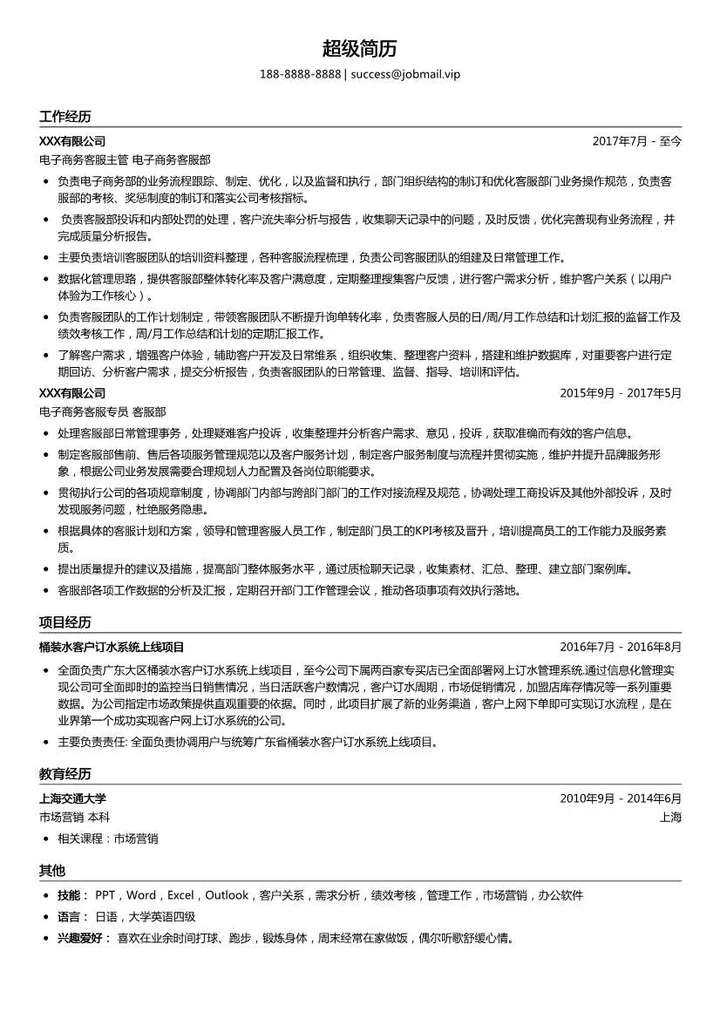 超级简历
188-8888-8888 | success@jobmail.vip
工作经历
XXX有限公司 2017年7月 - 至今
电子商务客服主管 电子商务客服部
• 负责电子商务部的业务流程跟踪、制定、优化，以及监督和执行，部门组织结构的制订和优化客服部门业务操作规范，负责客
服部的考核、奖惩制度的制订和落实公司考核指标。
• 负责客服部投诉和内部处罚的处理，客户流失率分析与报告，收集聊天记录中的问题，及时反馈，优化完善现有业务流程，并
完成质量分析报告。
• 主要负责培训客服团队的培训资料整理，各种客服流程梳理，负责公司客服团队的组建及日常管理工作。
• 数据化管理思路，提供客服部整体转化率及客户满意度，定期整理搜集客户反馈，进行客户需求分析，维护客户关系（以用户
体验为工作核心）。
• 负责客服团队的工作计划制定，带领客服团队不断提升询单转化率，负责客服人员的日/周/月工作总结和计划汇报的监督工作及
绩效考核工作，周/月工作总结和计划的定期汇报工作。
• 了解客户需求，增强客户体验，辅助客户开发及日常维系，组织收集、整理客户资料，搭建和维护数据库，对重要客户进行定
期回访、分析客户需求，提交分析报告，负责客服团队的日常管理、监督、指导、培训和评估。
XXX有限公司 2015年9月 - 2017年5月
电子商务客服专员 客服部
• 处理客服部日常管理事务，处理疑难客户投诉，收集整理并分析客户需求、意见，投诉，获取准确而有效的客户信息。
• 制定客服部售前、售后各项服务管理规范以及客户服务计划，制定客户服务制度与流程并贯彻实施，维护并提升品牌服务形
象，根据公司业务发展需要合理规划人力配置及各岗位职能要求。
• 贯彻执行公司的各项规章制度，协调部门内部与跨部门部门的工作对接流程及规范，协调处理工商投诉及其他外部投诉，及时
发现服务问题，杜绝服务隐患。
• 根据具体的客服计划和方案，领导和管理客服人员工作，制定部门员工的KPI考核及晋升，培训提高员工的工作能力及服务素
质。
• 提出质量提升的建议及措施，提高部门整体服务水平，通过质检聊天记录，收集素材、汇总、整理、建立部门案例库。
• 客服部各项工作数据的分析及汇报，定期召开部门工作管理会议，推动各项事项有效执行落地。
项目经历
桶装水客户订水系统上线项目 2016年7月 - 2016年8月
• 全面负责广东大区桶装水客户订水系统上线项目，至今公司下属两百家专买店已全面部署网上订水管理系统.通过信息化管理实
现公司可全面即时的监控当日销售情况，当日活跃客户数情况，客户订水周期，市场促销情况，加盟店库存情况等一系列重要
数据。为公司指定市场政策提供直观重要的依据。同时，此项目扩展了新的业务渠道，客户上网下单即可实现订水流程，是在
业界第一个成功实现客户网上订水系统的公司。
• 主要负责责任: 全面负责协调用户与统筹广东省桶装水客户订水系统上线项目。
教育经历
上海交通大学 2010年9月 - 2014年6月
市场营销 本科 上海
• 相关课程：市场营销
其他
• 技能： PPT，Word，Excel，Outlook，客户关系，需求分析，绩效考核，管理工作，市场营销，办公软件
• 语言： 日语，大学英语四级
• 兴趣爱好： 喜欢在业余时间打球、跑步，锻炼身体，周末经常在家做饭，偶尔听歌舒缓心情。